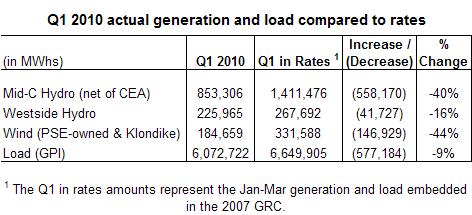 Q1 2010 actual generation and load compared to rates
(in MWhs) Q1 2010 Q1 in Rates 1 Increase / (Decrease) % Change
Mid-C Hydro (net of CEA) 853,306 1,411,476 (558,170) -40%
Westside Hydro 225,965 267,692 (41,727) -16%
Wind (PSE-owned & Klondike) 184,659 331,588 (146,929) -44%
Load (GPI) 6,072,722 6,649,905 (577,184) -9%
1 The Q1 in rates amounts represent the Jan-Mar generation and load embedded
in the 2007 GRC.